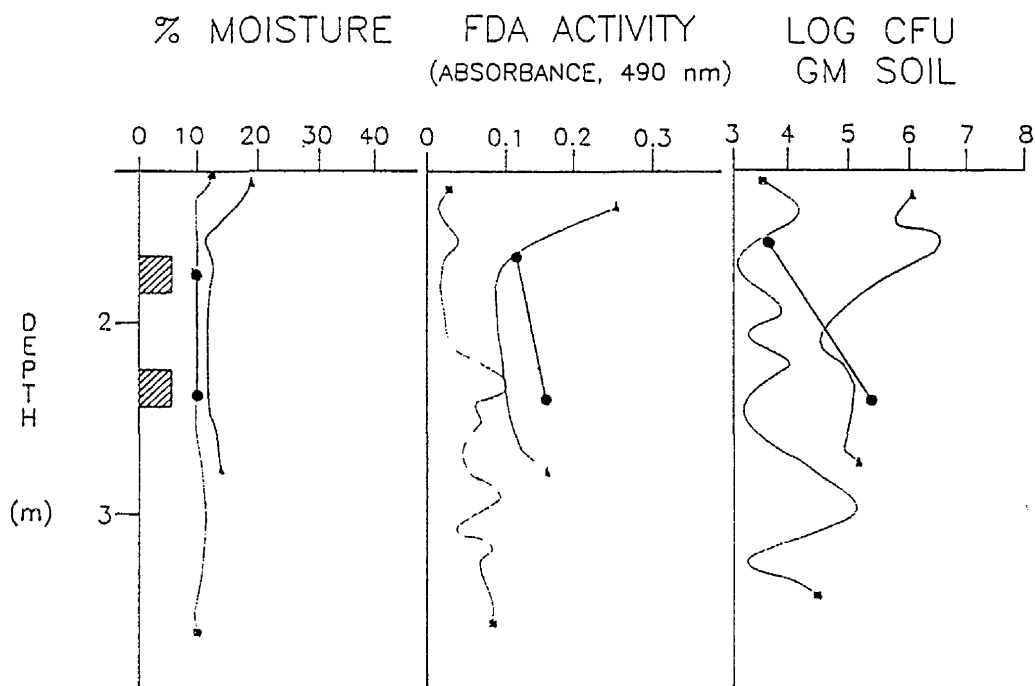 % MOISTURE
FDA ACTIVITY
(ABSORBANCE, 490 nm)
LOG CFU
GM SOIL
0 10 20 30 40
0 0.1 0.2 0.3
3 4 5 6 7 8
DEPTH
(m)
2
3